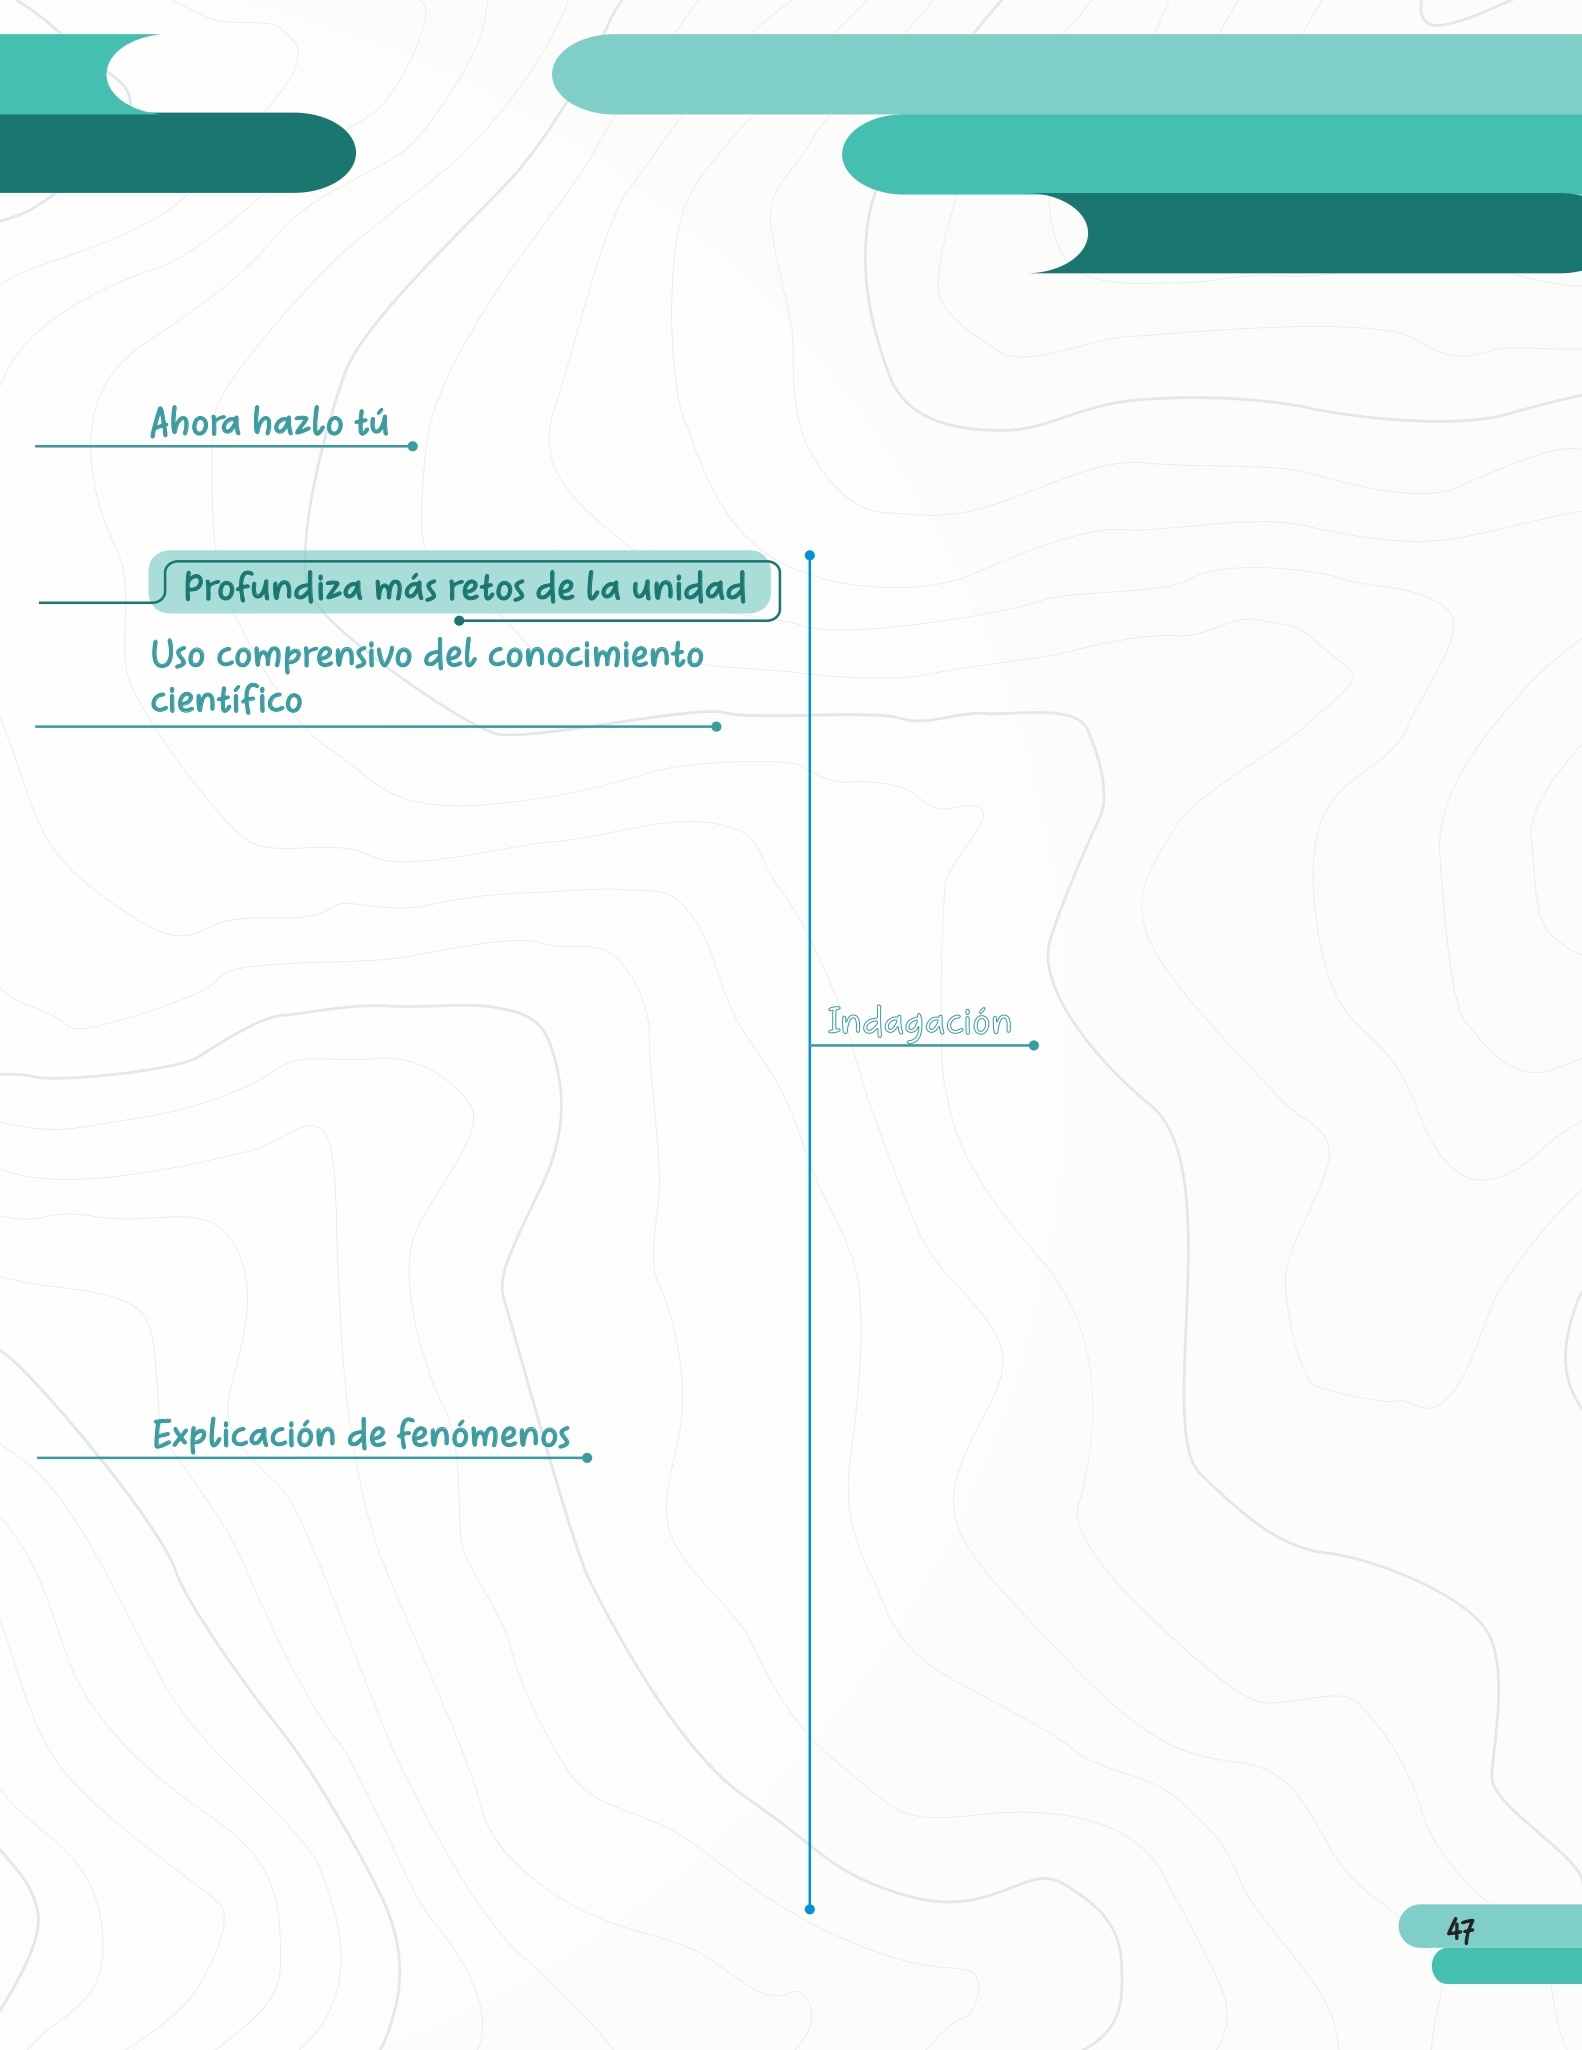 Ahora hazlo tú
Profundiza más retos de la unidad
Uso comprensivo del conocimiento
científico
Explicación de fenómenos
Indagación
47